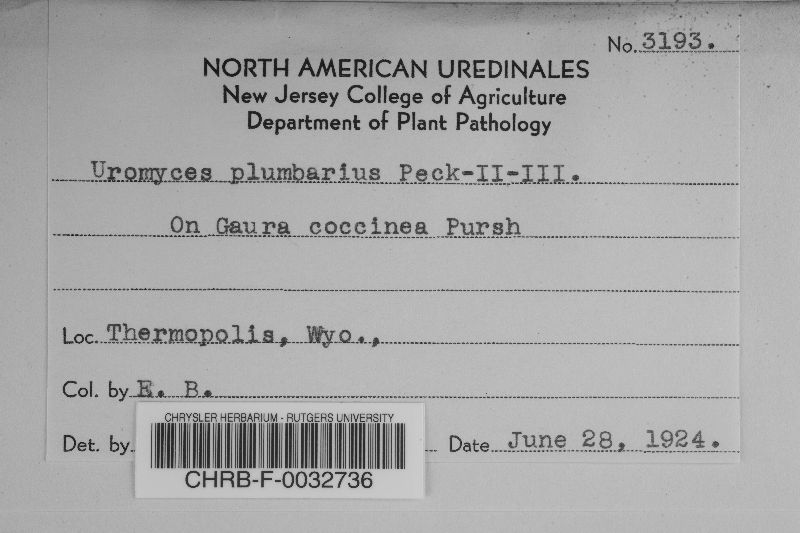 No. 3193.
NORTH AMERICAN UREDINALES
New Jersey College of Agriculture
Department of Plant Pathology
Uromyces plumbarius Peck-II-III.
On Gaura coccinea Pursh
Loc. Thermopolis, Wyo.,
Col. by E. B.
CHRYSLER HERBARIUM - RUTGERS UNIVERSITY
Det. by
Date June 28, 1924.
CHRB-F-0032736